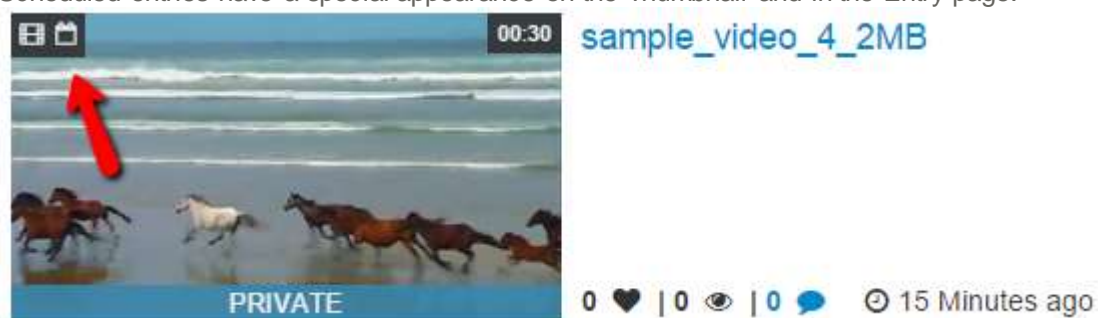 Scheduled entries have a special appearance on the Thumbnail and in the Entry page.
00:30
sample_video_4_2MB
PRIVATE
0 | 0 | 0 15 Minutes ago